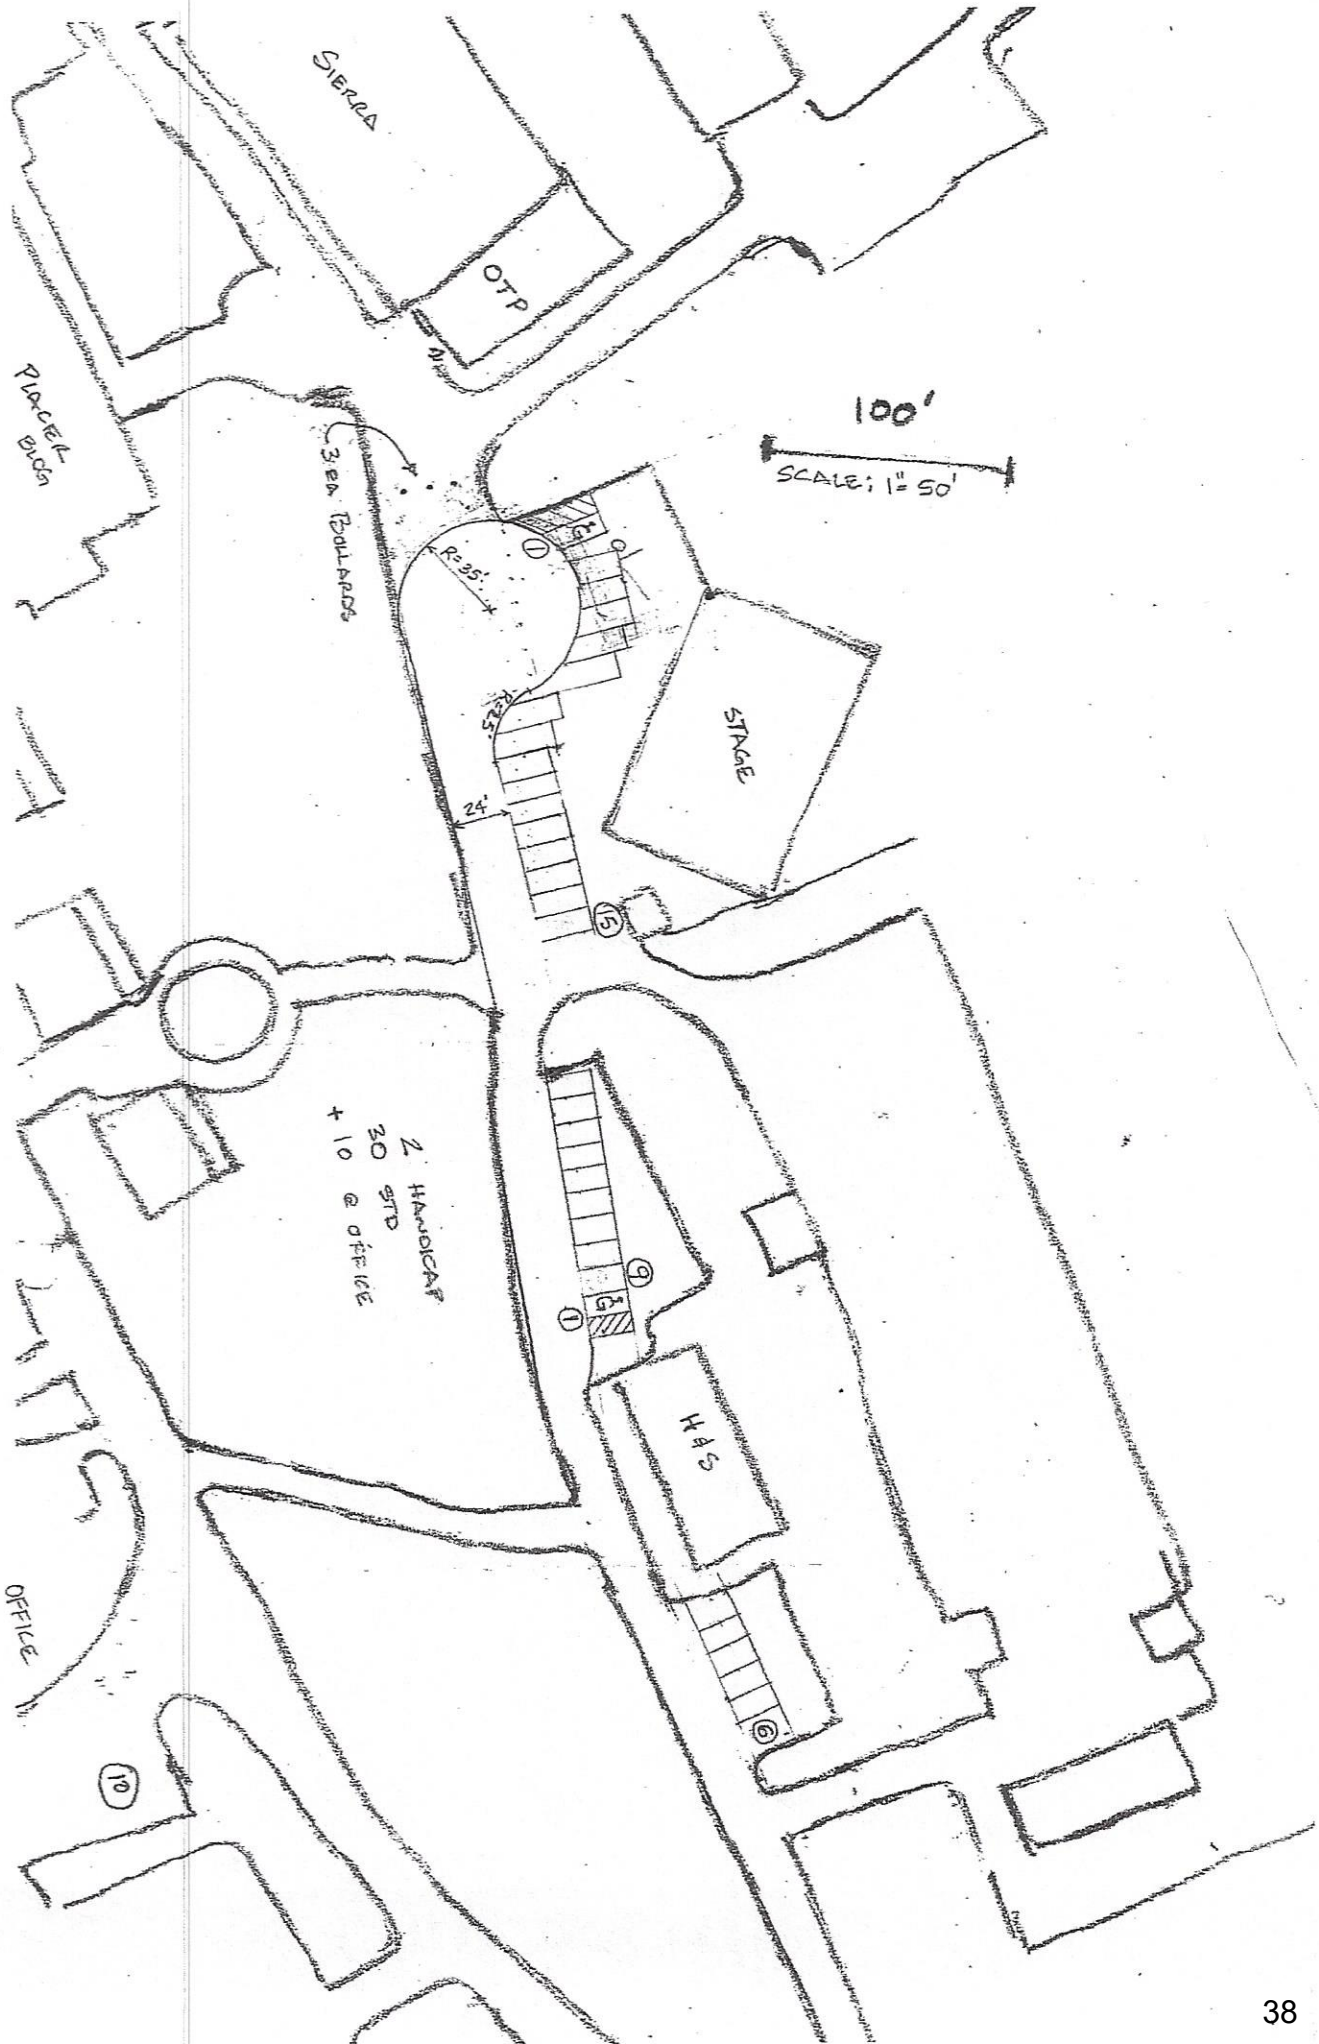 SIERRA
OTP
PLACER
BLDG
100'
SCALE: 1"=50'
3 EA BOLLARDS
R=35'
1
R=25'
STAGE
24'
15
2 HANDICAP
30 STD
+ 10 @ OFFICE
9
1
H&S
OFFICE
6
10
38